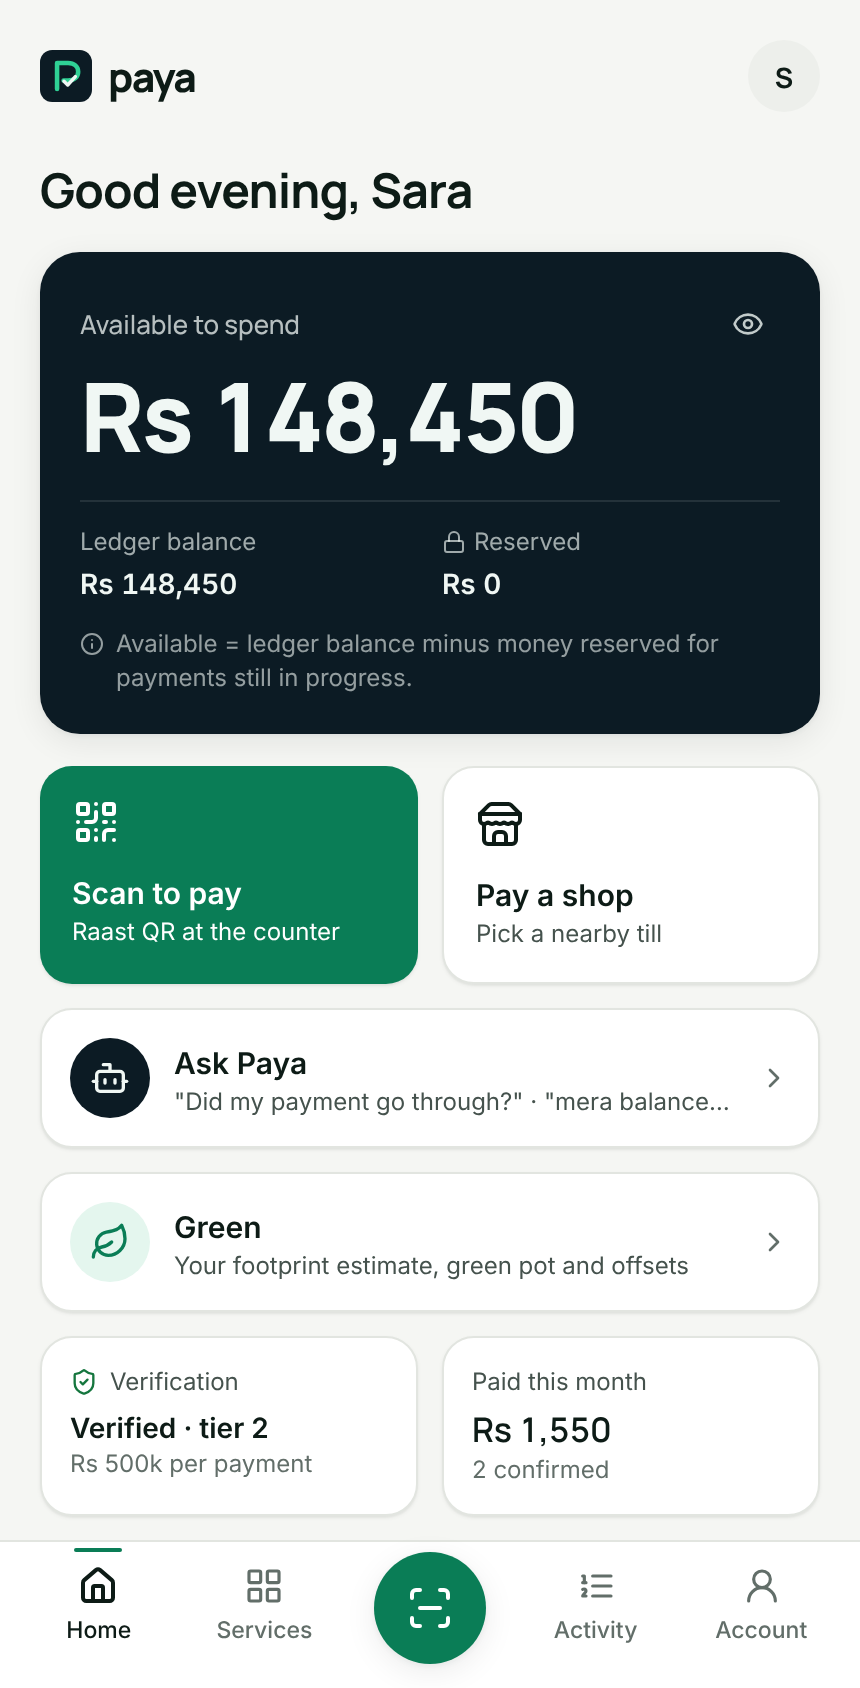 paya
S
Good evening, Sara
Available to spend
Rs 148,450
Ledger balance
Reserved
Rs 148,450
Rs 0
Available = ledger balance minus money reserved for
payments still in progress.
Scan to pay
Raast QR at the counter
Pay a shop
Pick a nearby till
Ask Paya
"Did my payment go through?" · "mera balance...
Green
Your footprint estimate, green pot and offsets
Verification
Verified · tier 2
Rs 500k per payment
Paid this month
Rs 1,550
2 confirmed
Home
Services
Activity
Account